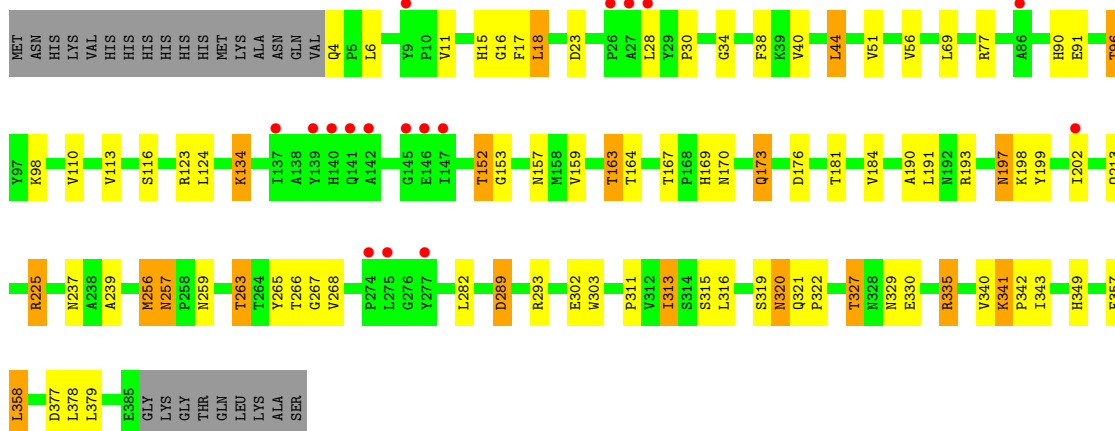 MET ASN HIS LYS VAL HIS HIS HIS HIS HIS HIS MET LYS ALA ASN GLN VAL Q4 P5 L6 Y9 P10 V11 H15 G16 F17 L18 D23 P26 A27 L28 Y29 P30 G34 F38 K39 V40 L44 V51 V56 L69 R77 A86 H90 E91 T96
Y97 K98 V110 V113 S116 R123 L124 K134 I137 A138 Y139 H140 Q141 A142 G145 E146 I147 T152 G153 N157 M158 V159 T163 T164 T167 P168 H169 N170 Q173 D176 T181 V184 A190 L191 N192 R193 N197 K198 Y199 I202
R225 N237 A238 A239 M256 N257 P258 N259 T263 T264 Y265 T266 G267 V268 P274 L275 G276 Y277 L282 D289 R293 E302 W303 P311 V312 I313 S314 S315 L316 S319 N320 Q321 P322 T327 N328 N329 E330 R335 V340 K341 P342 I343 H349
L358 D377 L378 L379 E385 GLY LYS GLY THR GLN LEU LYS ALA SER